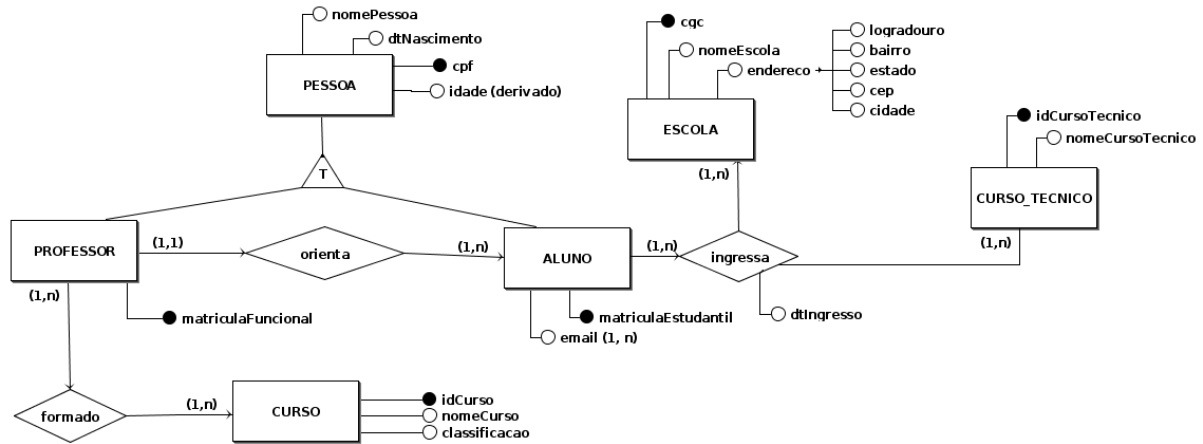 nomePessoa
dtNascimento
cpf
idade (derivado)
PESSOA
T
cgc
nomeEscola
endereco
logradouro
bairro
estado
cep
cidade
ESCOLA
(1,n)
idCursoTecnico
nomeCursoTecnico
CURSO_TECNICO
(1,n)
PROFESSOR
(1,1)
orienta
(1,n)
ALUNO
(1,n)
ingressa
dtIngresso
(1,n)
matriculaFuncional
matriculaEstudantil
email (1, n)
formado
(1,n)
CURSO
idCurso
nomeCurso
classificacao